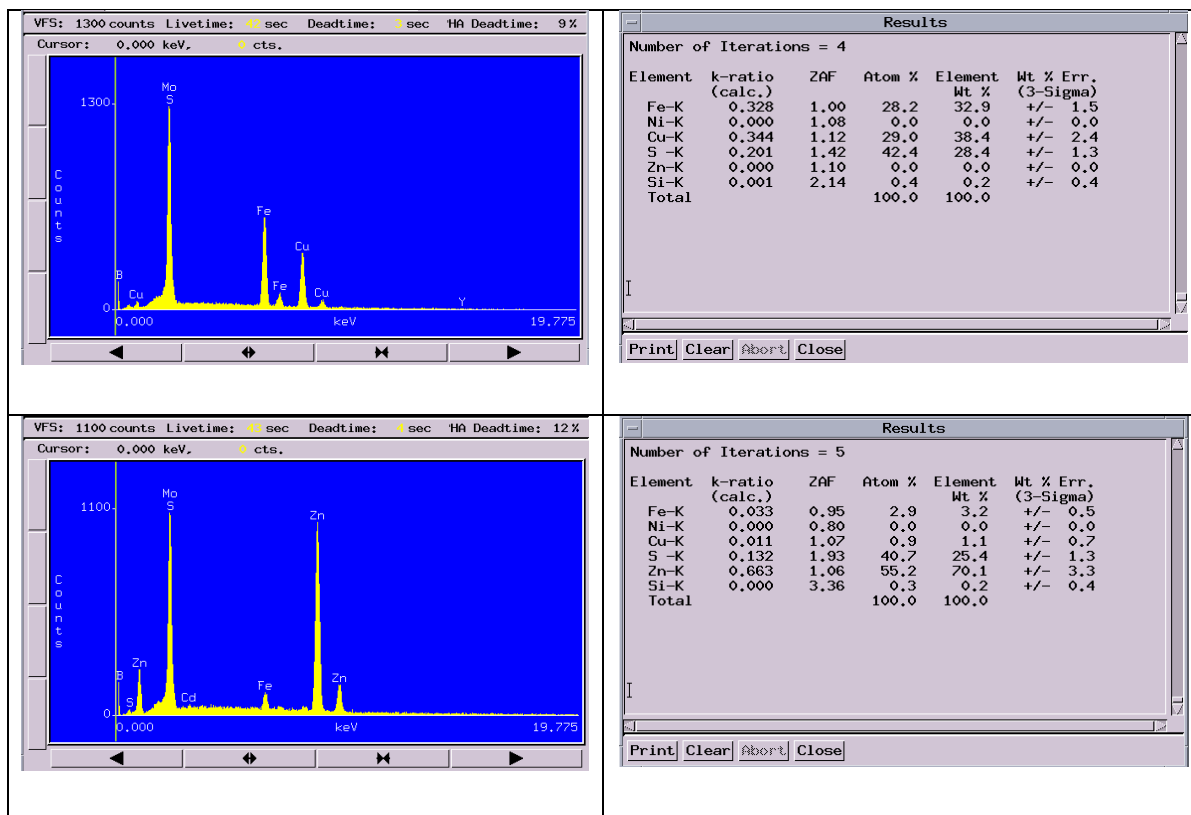 VFS: 1300 counts Livetime: 42 sec Deadtime: 3 sec %HA Deadtime: 9%
Cursor: 0.000 keV, 0 cts.
Mo
S
1300
Counts
Fe
Cu
B
Cu
Fe
Cu
Y
0
0.000 keV 19.775
Results
Number of Iterations = 4
Element k-ratio ZAF Atom % Element Wt % Err.
(calc.) Wt % (3-Sigma)
Fe-K 0.328 1.00 28.2 32.9 +/- 1.5
Ni-K 0.000 1.08 0.0 0.0 +/- 0.0
Cu-K 0.344 1.12 29.0 38.4 +/- 2.4
S -K 0.201 1.42 42.4 28.4 +/- 1.3
Zn-K 0.000 1.10 0.0 0.0 +/- 0.0
Si-K 0.001 2.14 0.4 0.2 +/- 0.4
Total 100.0 100.0
Print Clear Abort Close
VFS: 1100 counts Livetime: 43 sec Deadtime: 4 sec %HA Deadtime: 12%
Cursor: 0.000 keV, 0 cts.
Mo
S
1100
Zn
Counts
Zn
B
S
Cd
Fe
Zn
0
0.000 keV 19.775
Results
Number of Iterations = 5
Element k-ratio ZAF Atom % Element Wt % Err.
(calc.) Wt % (3-Sigma)
Fe-K 0.033 0.95 2.9 3.2 +/- 0.5
Ni-K 0.000 0.80 0.0 0.0 +/- 0.0
Cu-K 0.011 1.07 0.9 1.1 +/- 0.7
S -K 0.132 1.93 40.7 25.4 +/- 1.3
Zn-K 0.663 1.06 55.2 70.1 +/- 3.3
Si-K 0.000 3.36 0.3 0.2 +/- 0.4
Total 100.0 100.0
Print Clear Abort Close